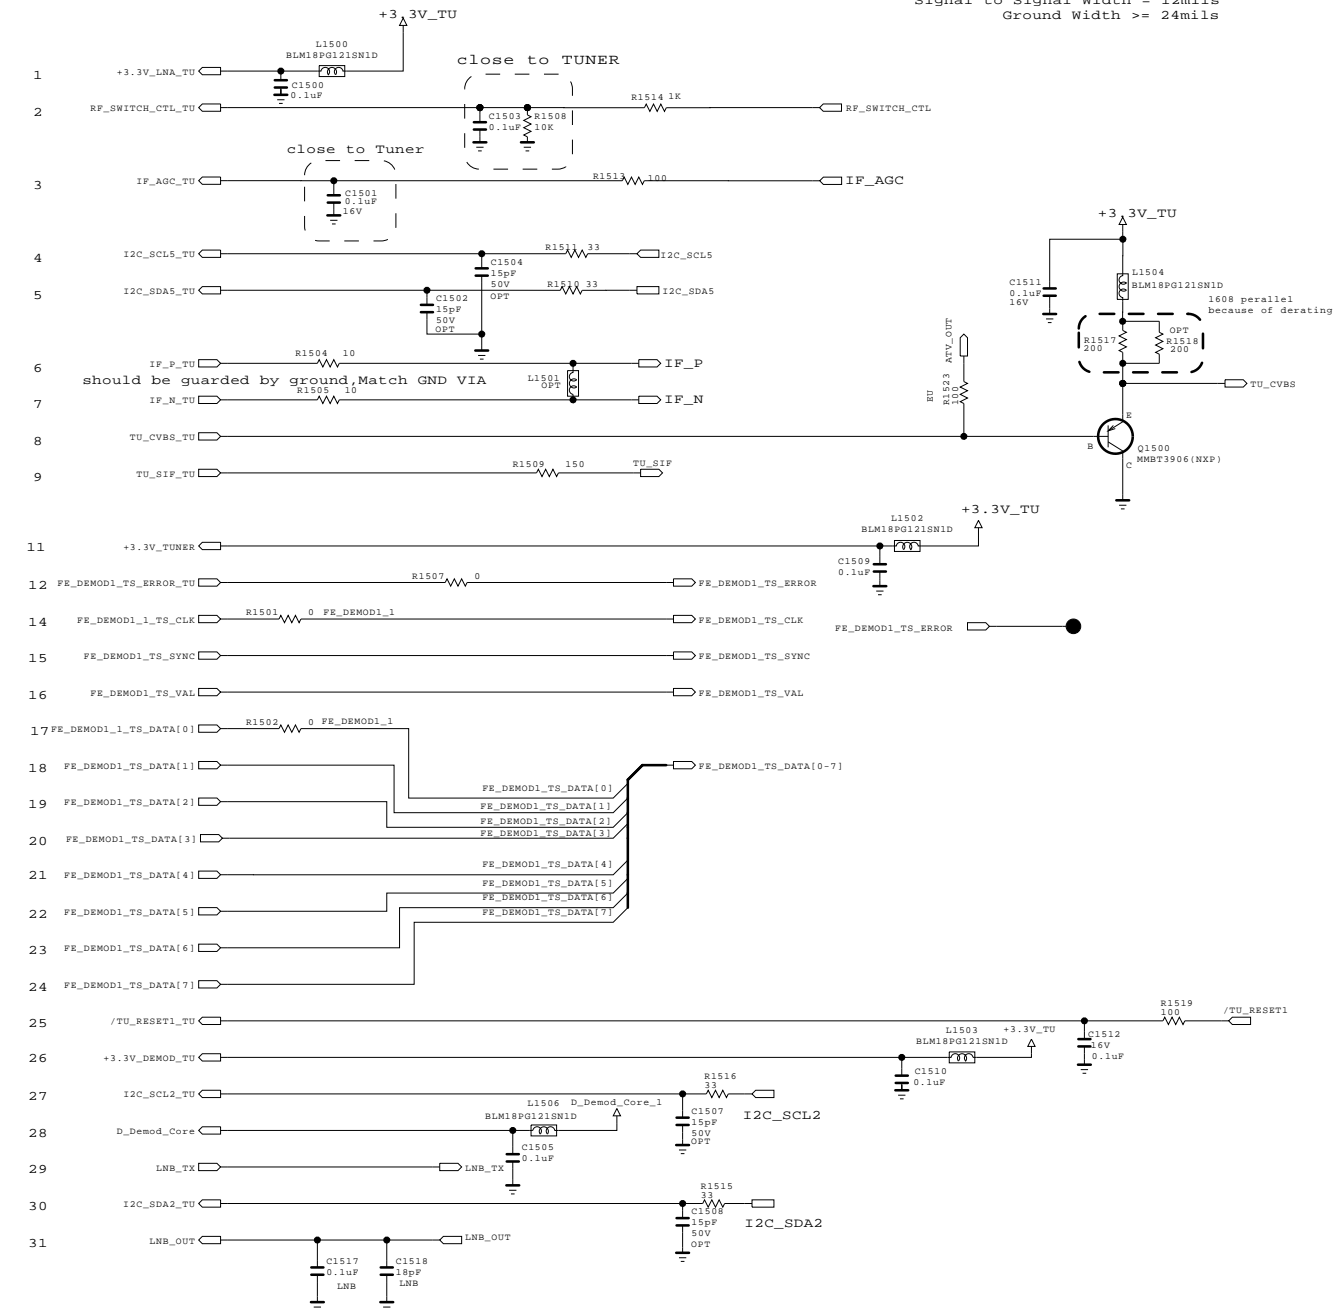 Signal to Signal Width = 12mils
Ground Width >= 24mils
+3.3V_TU
L1500
BLM18PG121SN1D
close to TUNER
1 +3.3V_LNA_TU
C1500
0.1uF
2 RF_SWITCH_CTL_TU
R1514 1K
RF_SWITCH_CTL
C1503
0.1uF
R1508
10K
close to Tuner
3 IF_AGC_TU
R1513 100
IF_AGC
C1501
0.1uF
16V
4 I2C_SCL5_TU
R1511 33
I2C_SCL5
C1504
15pF
50V
OPT
5 I2C_SDA5_TU
R1510 33
I2C_SDA5
C1502
15pF
50V
OPT
+3.3V_TU
C1511
0.1uF
16V
L1504
BLM18PG121SN1D
1608 perallel
because of derating
R1517
200
OPT
R1518
200
TU_CVBS
6 IF_P_TU
R1504 10
IF_P
should be guarded by ground,Match GND VIA
L1501
OPT
7 IF_N_TU
R1505 10
IF_N
ATV_OUT
R1523
100
EU
8 TU_CVBS_TU
E
B
C
Q1500
MMBT3906(NXP)
9 TU_SIF_TU
R1509 150
TU_SIF
+3.3V_TU
L1502
BLM18PG121SN1D
11 +3.3V_TUNER
C1509
0.1uF
12 FE_DEMOD1_TS_ERROR_TU
R1507 0
FE_DEMOD1_TS_ERROR
14 FE_DEMOD1_1_TS_CLK
R1501 0 FE_DEMOD1_1
FE_DEMOD1_TS_CLK
FE_DEMOD1_TS_ERROR
15 FE_DEMOD1_TS_SYNC
FE_DEMOD1_TS_SYNC
16 FE_DEMOD1_TS_VAL
FE_DEMOD1_TS_VAL
17 FE_DEMOD1_1_TS_DATA[0]
R1502 0 FE_DEMOD1_1
18 FE_DEMOD1_TS_DATA[1]
FE_DEMOD1_TS_DATA[0-7]
FE_DEMOD1_TS_DATA[0]
19 FE_DEMOD1_TS_DATA[2]
FE_DEMOD1_TS_DATA[1]
FE_DEMOD1_TS_DATA[2]
FE_DEMOD1_TS_DATA[3]
20 FE_DEMOD1_TS_DATA[3]
FE_DEMOD1_TS_DATA[4]
21 FE_DEMOD1_TS_DATA[4]
FE_DEMOD1_TS_DATA[5]
FE_DEMOD1_TS_DATA[6]
FE_DEMOD1_TS_DATA[7]
22 FE_DEMOD1_TS_DATA[5]
23 FE_DEMOD1_TS_DATA[6]
24 FE_DEMOD1_TS_DATA[7]
25 /TU_RESET1_TU
R1519
100
/TU_RESET1
C1512
16V
0.1uF
L1503
BLM18PG121SN1D
+3.3V_TU
26 +3.3V_DEMOD_TU
C1510
0.1uF
27 I2C_SCL2_TU
R1516
33
I2C_SCL2
C1507
15pF
50V
OPT
L1506
BLM18PG121SN1D
D_Demod_Core_1
28 D_Demod_Core
C1505
0.1uF
29 LNB_TX
LNB_TX
30 I2C_SDA2_TU
R1515
33
I2C_SDA2
C1508
15pF
50V
OPT
31 LNB_OUT
LNB_OUT
C1517
0.1uF
LNB
C1518
18pF
LNB